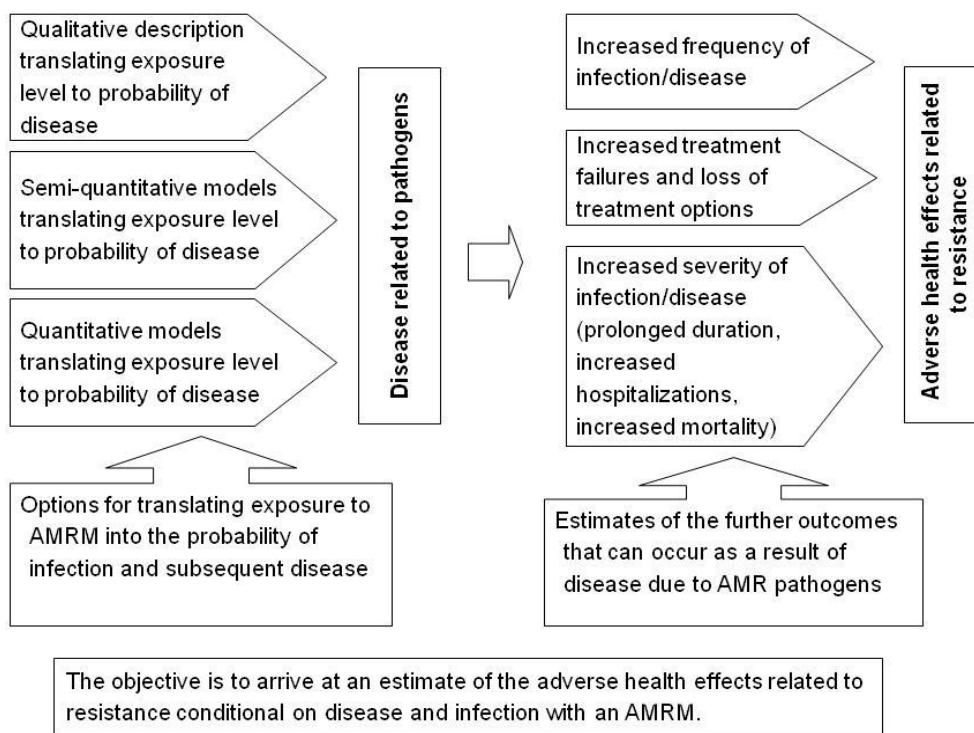 Qualitative description
translating exposure
level to probability of
disease
Semi-quantitative models
translating exposure level
to probability of disease
Quantitative models
translating exposure level
to probability of disease
Options for translating exposure to
AMRM into the probability of
infection and subsequent disease
Disease related to pathogens
Increased frequency of
infection/disease
Increased treatment
failures and loss of
treatment options
Increased severity of
infection/disease
(prolonged duration,
increased
hospitalizations,
increased mortality)
Estimates of the further outcomes
that can occur as a result of
disease due to AMR pathogens
Adverse health effects related
to resistance
The objective is to arrive at an estimate of the adverse health effects related to
resistance conditional on disease and infection with an AMRM.